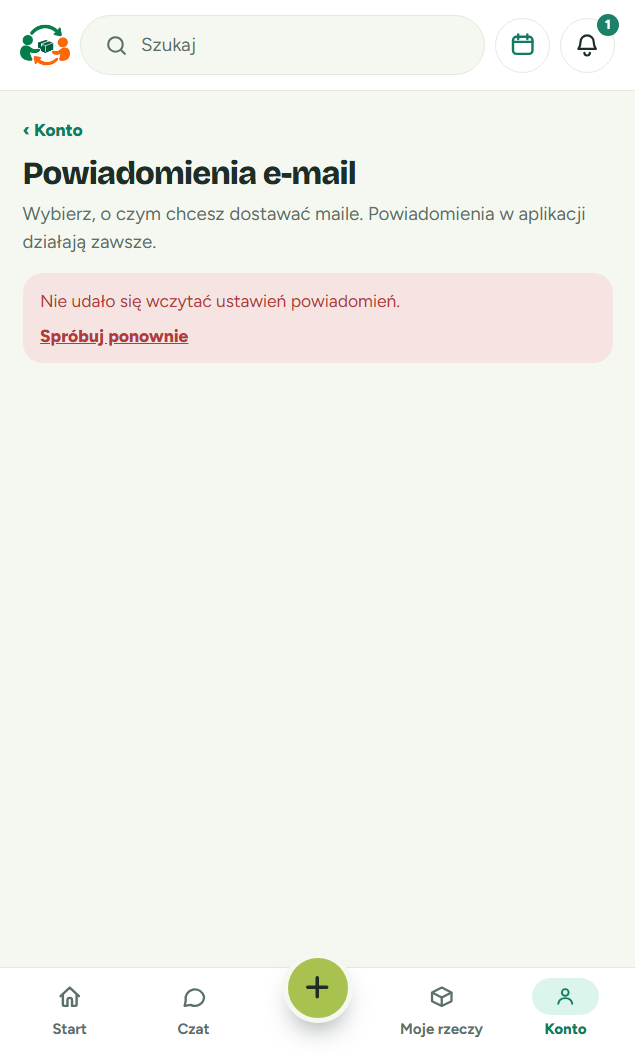 Szukaj
1
‹ Konto
Powiadomienia e-mail
Wybierz, o czym chcesz dostawać maile. Powiadomienia w aplikacji
działają zawsze.
Nie udało się wczytać ustawień powiadomień.
Spróbuj ponownie
Start
Czat
Moje rzeczy
Konto